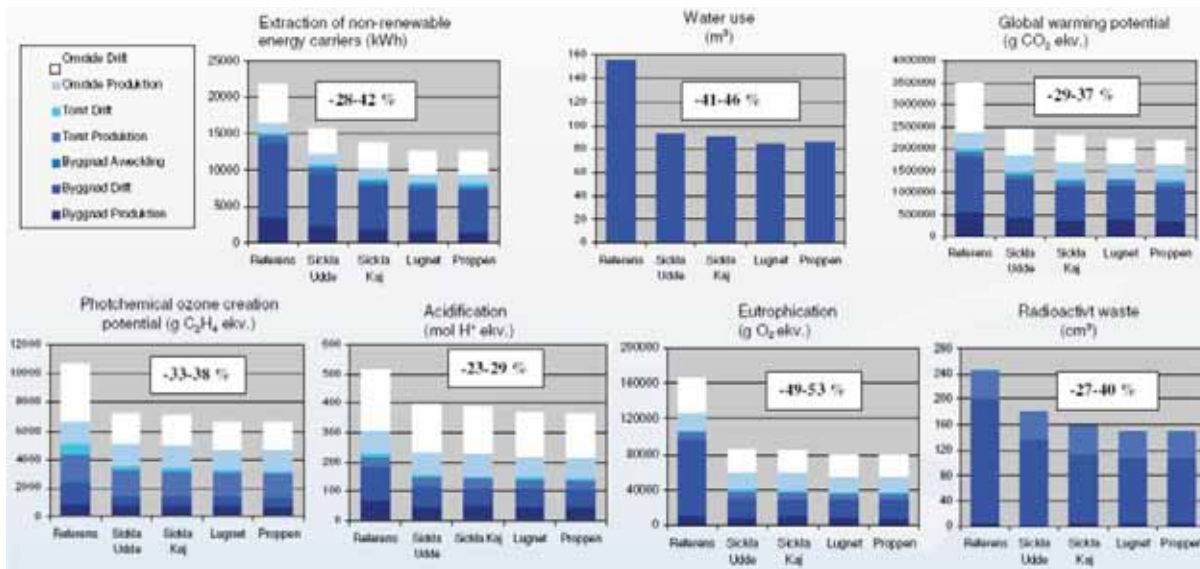 Område Drift
Område Produktion
Tomt Drift
Tomt Produktion
Byggnad Avveckling
Byggnad Drift
Byggnad Produktion
Extraction of non-renewable
energy carriers (kWh)
25000
20000
15000
10000
5000
0
-28-42 %
Referens
Sickla
Udde
Sickla
Kaj
Lugnet
Proppen
Water use
(m³)
160
140
120
100
80
60
40
20
0
-41-46 %
Referens
Sickla
Udde
Sickla
Kaj
Lugnet
Proppen
Global warming potential
(g CO₂ ekv.)
4000000
3500000
3000000
2500000
2000000
1500000
1000000
500000
0
-29-37 %
Referens
Sickla
Udde
Sickla
Kaj
Lugnet
Proppen
Photchemical ozone creation
potential (g C₂H₄ ekv.)
12000
10000
8000
6000
4000
2000
0
-33-38 %
Referens
Sickla
Udde
Sickla
Kaj
Lugnet
Proppen
Acidification
(mol H⁺ ekv.)
600
500
400
300
200
100
0
-23-29 %
Referens
Sickla
Udde
Sickla Kaj
Lugnet
Proppen
Eutrophication
(g O₂ ekv.)
200000
160000
120000
80000
40000
0
-49-53 %
Referens
Sickla
Udde
Sickla
Kaj
Lugnet
Proppen
Radioactivt waste
(cm³)
280
240
200
160
120
80
40
0
-27-40 %
Referens
Sickla
Udde
Sickla
Kaj
Lugnet
Proppen